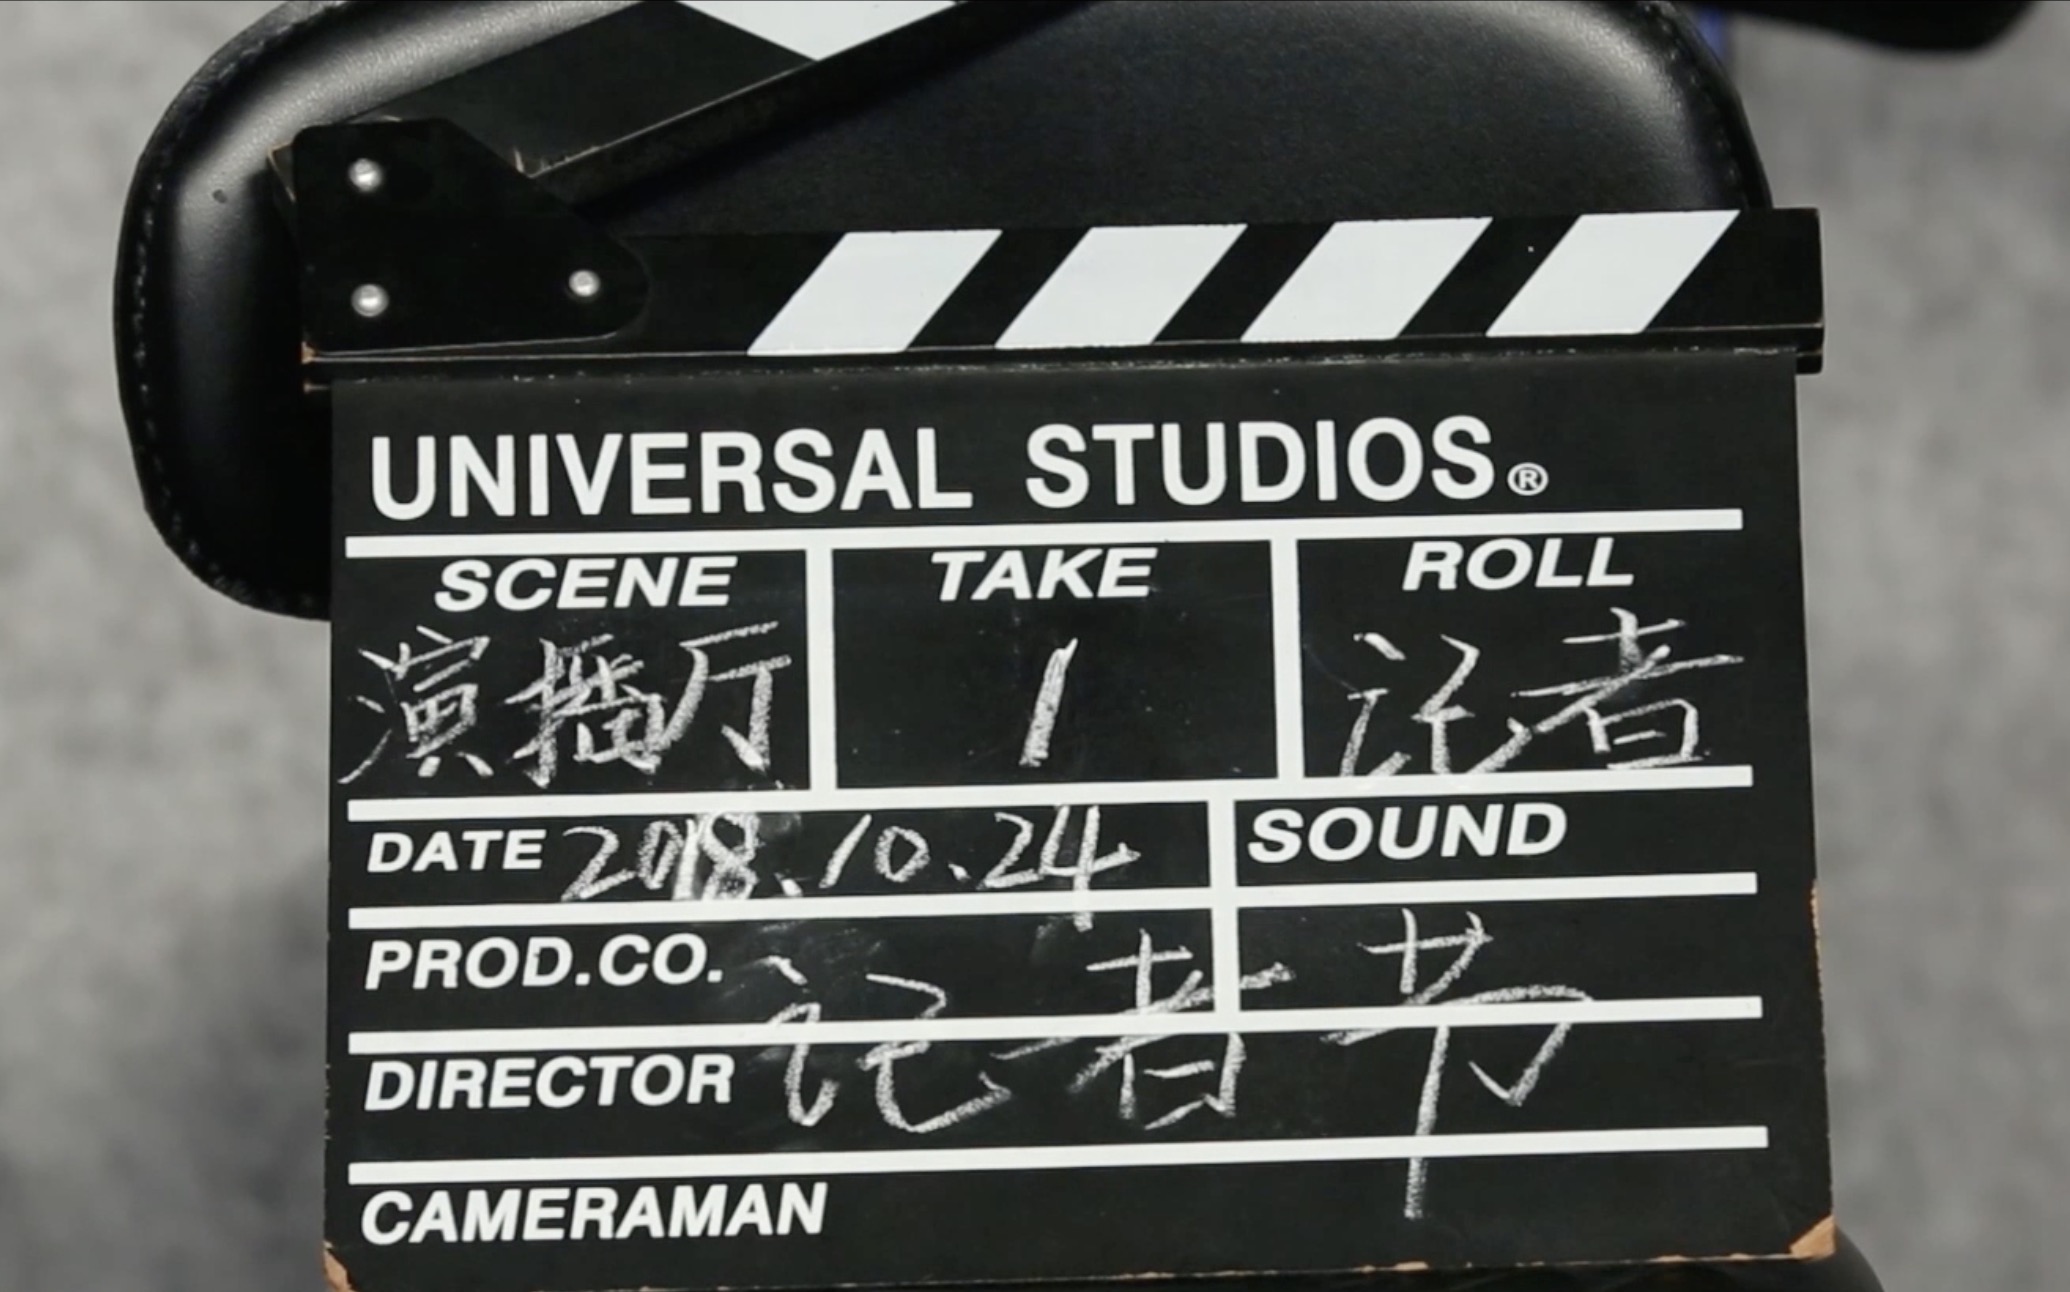 UNIVERSAL STUDIOS®
SCENE TAKE ROLL
演播厅 1 记者
DATE 2018.10.24 SOUND
PROD.CO.
记者节
DIRECTOR
CAMERAMAN